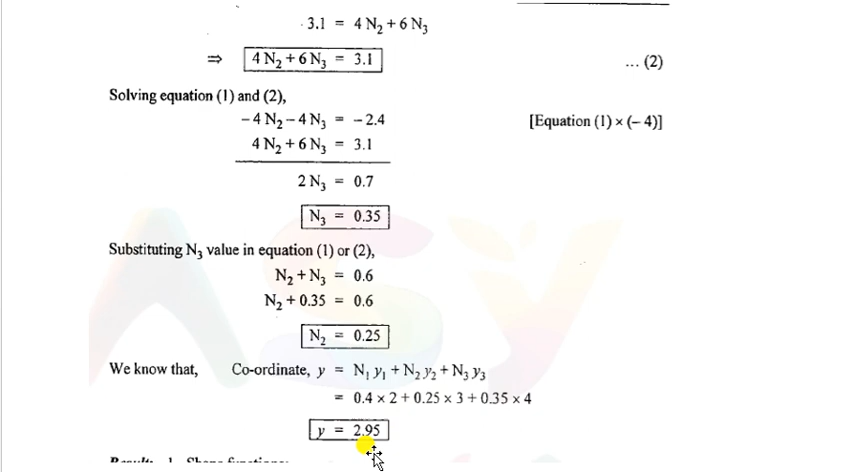 3.1 = 4 N₂ + 6 N₃
⇒ 4 N₂ + 6 N₃ = 3.1 ... (2)
Solving equation (1) and (2),
− 4 N₂ − 4 N₃ = − 2.4 [Equation (1) × (− 4)]
4 N₂ + 6 N₃ = 3.1
2 N₃ = 0.7
N₃ = 0.35
Substituting N₃ value in equation (1) or (2),
N₂ + N₃ = 0.6
N₂ + 0.35 = 0.6
N₂ = 0.25
We know that, Co-ordinate, y = N₁ y₁ + N₂ y₂ + N₃ y₃
= 0.4 × 2 + 0.25 × 3 + 0.35 × 4
y = 2.95